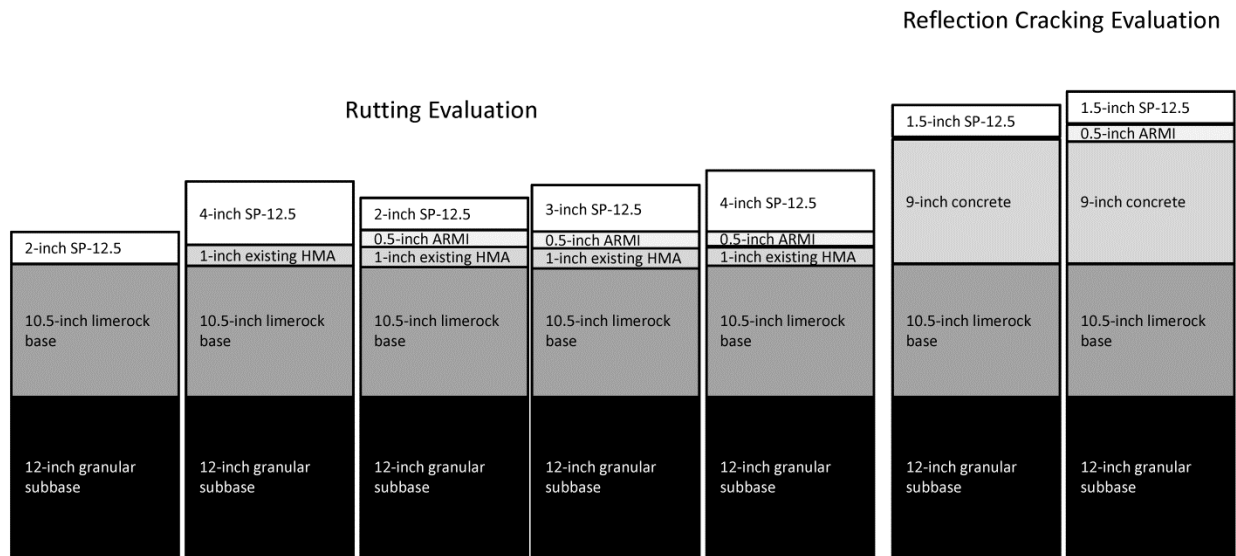 Reflection Cracking Evaluation
Rutting Evaluation
2-inch SP-12.5
10.5-inch limerock
base
12-inch granular
subbase
4-inch SP-12.5
1-inch existing HMA
10.5-inch limerock
base
12-inch granular
subbase
2-inch SP-12.5
0.5-inch ARMI
1-inch existing HMA
10.5-inch limerock
base
12-inch granular
subbase
3-inch SP-12.5
0.5-inch ARMI
1-inch existing HMA
10.5-inch limerock
base
12-inch granular
subbase
4-inch SP-12.5
0.5-inch ARMI
1-inch existing HMA
10.5-inch limerock
base
12-inch granular
subbase
1.5-inch SP-12.5
9-inch concrete
10.5-inch limerock
base
12-inch granular
subbase
1.5-inch SP-12.5
0.5-inch ARMI
9-inch concrete
10.5-inch limerock
base
12-inch granular
subbase